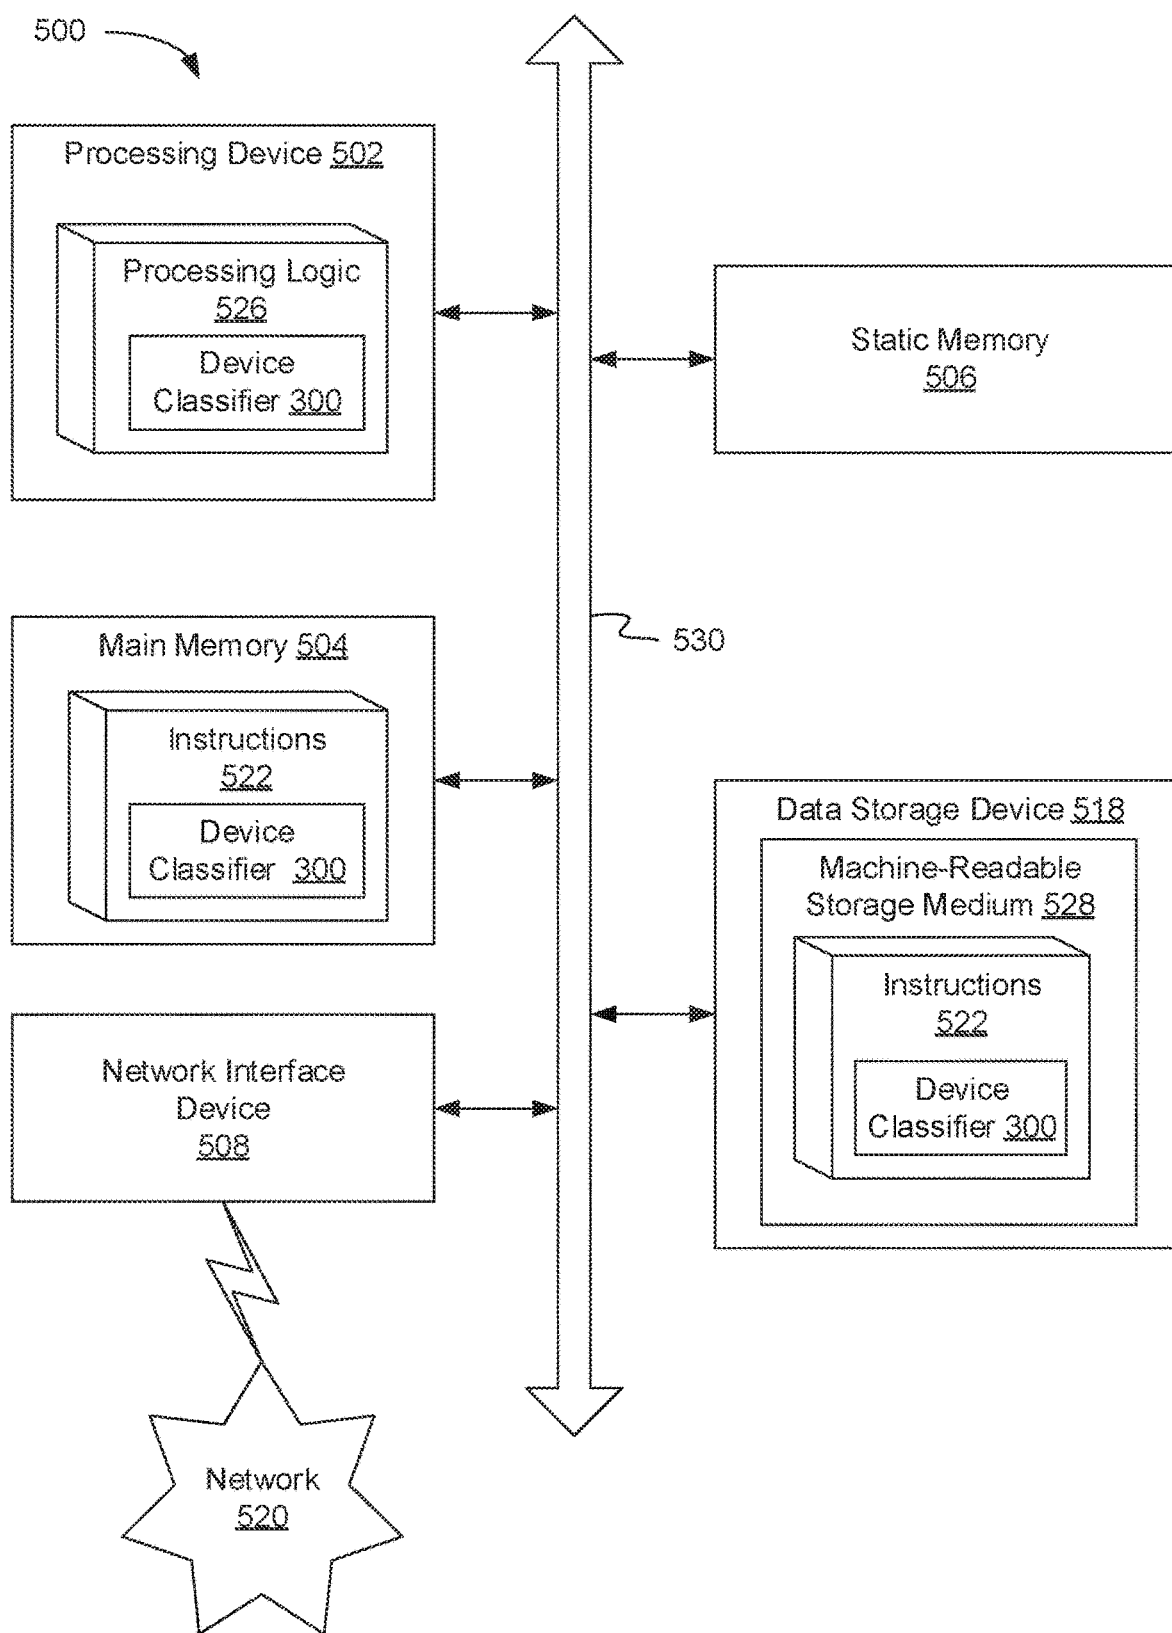 500
Processing Device 502
Processing Logic
526
Device
Classifier 300
Static Memory
506
Main Memory 504
Instructions
522
Device
Classifier 300
530
Data Storage Device 518
Machine-Readable
Storage Medium 528
Instructions
522
Device
Classifier 300
Network Interface
Device
508
Network
520